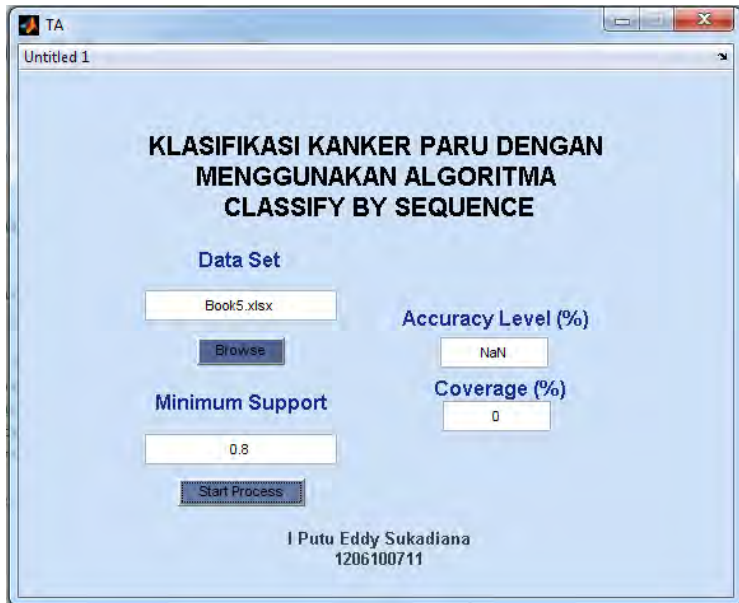 TA
Untitled 1
KLASIFIKASI KANKER PARU DENGAN
MENGGUNAKAN ALGORITMA
CLASSIFY BY SEQUENCE
Data Set
Book5.xlsx
Browse
Minimum Support
0.8
Start Process
Accuracy Level (%)
NaN
Coverage (%)
0
I Putu Eddy Sukadiana
1206100711